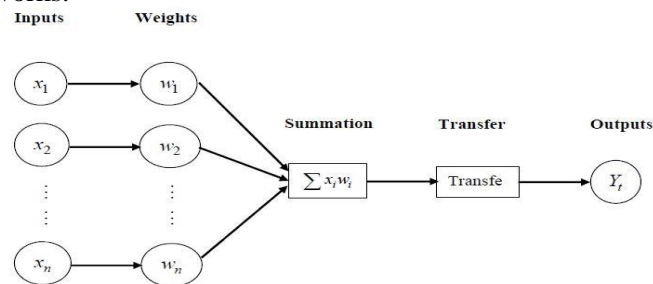 Inputs Weights
x₁ w₁
Summation Transfer Outputs
x₂ w₂
∑ xᵢwᵢ Transfe Yₜ
⋮ ⋮
⋮ ⋮
xₙ wₙ